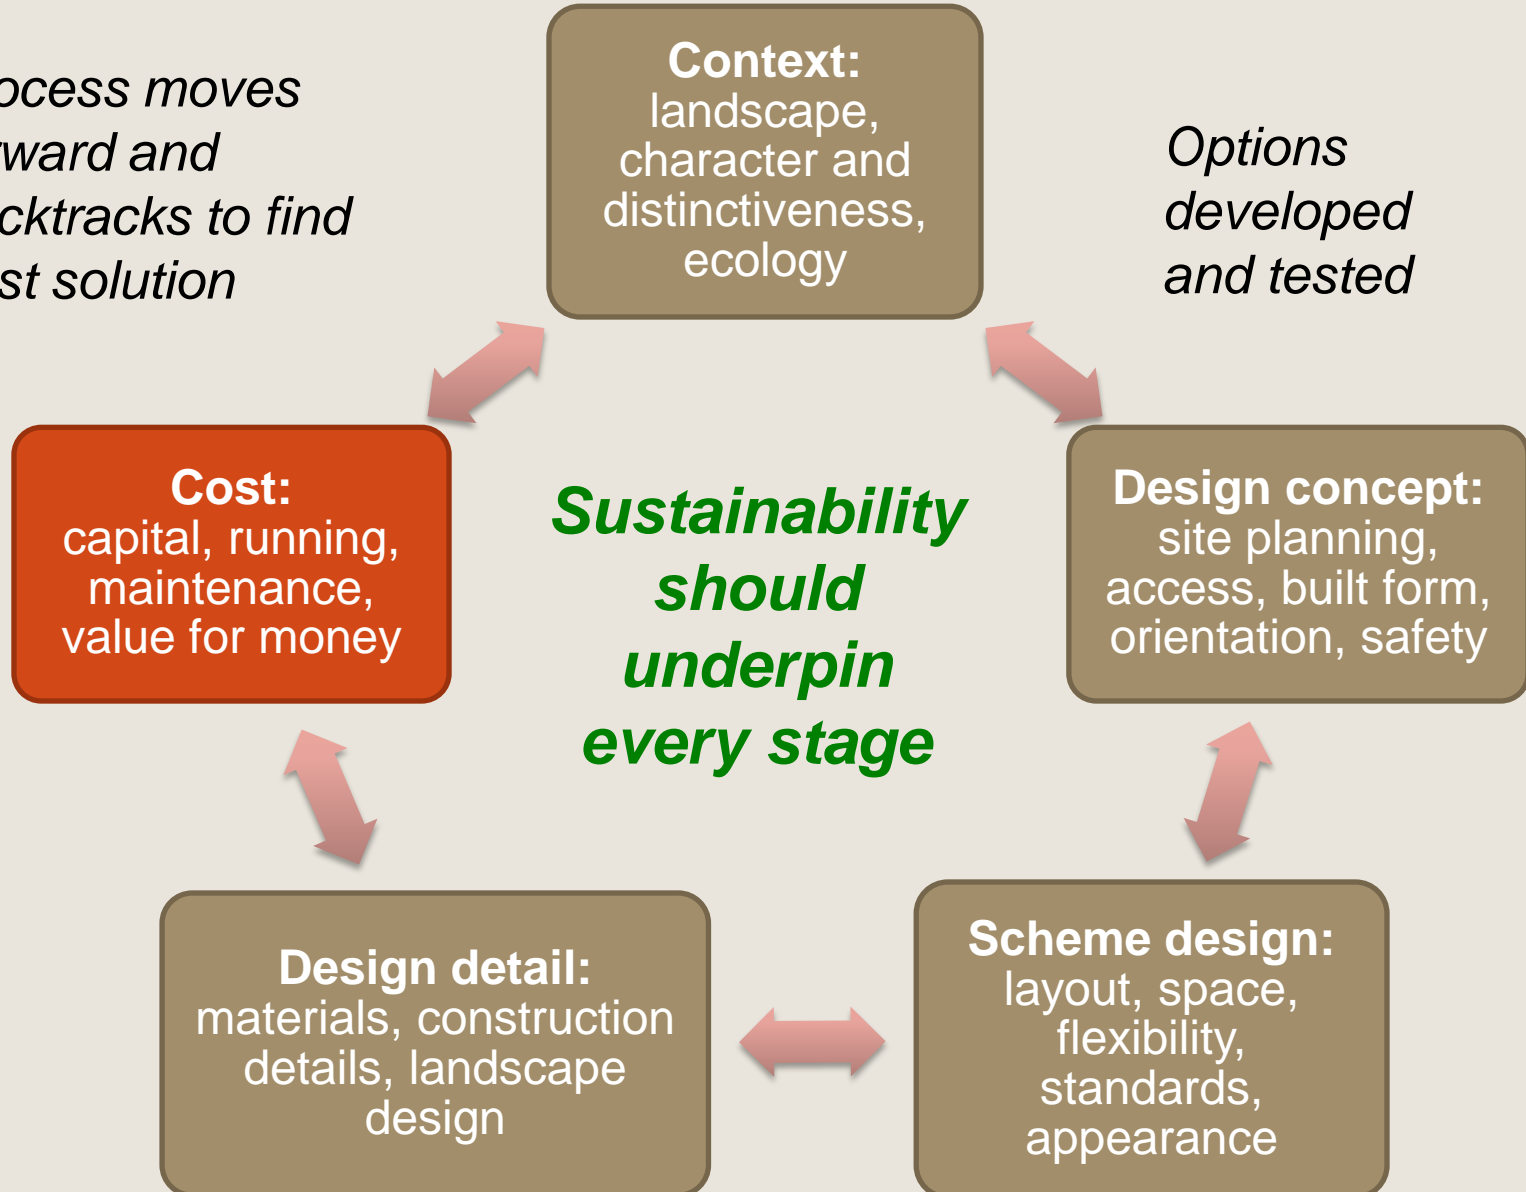 ocess moves
ward and
cktracks to find
st solution
Context:
landscape,
character and
distinctiveness,
ecology
Options
developed
and tested
Cost:
capital, running,
maintenance,
value for money
Sustainability
should
underpin
every stage
Design concept:
site planning,
access, built form,
orientation, safety
Design detail:
materials, construction
details, landscape
design
Scheme design:
layout, space,
flexibility,
standards,
appearance